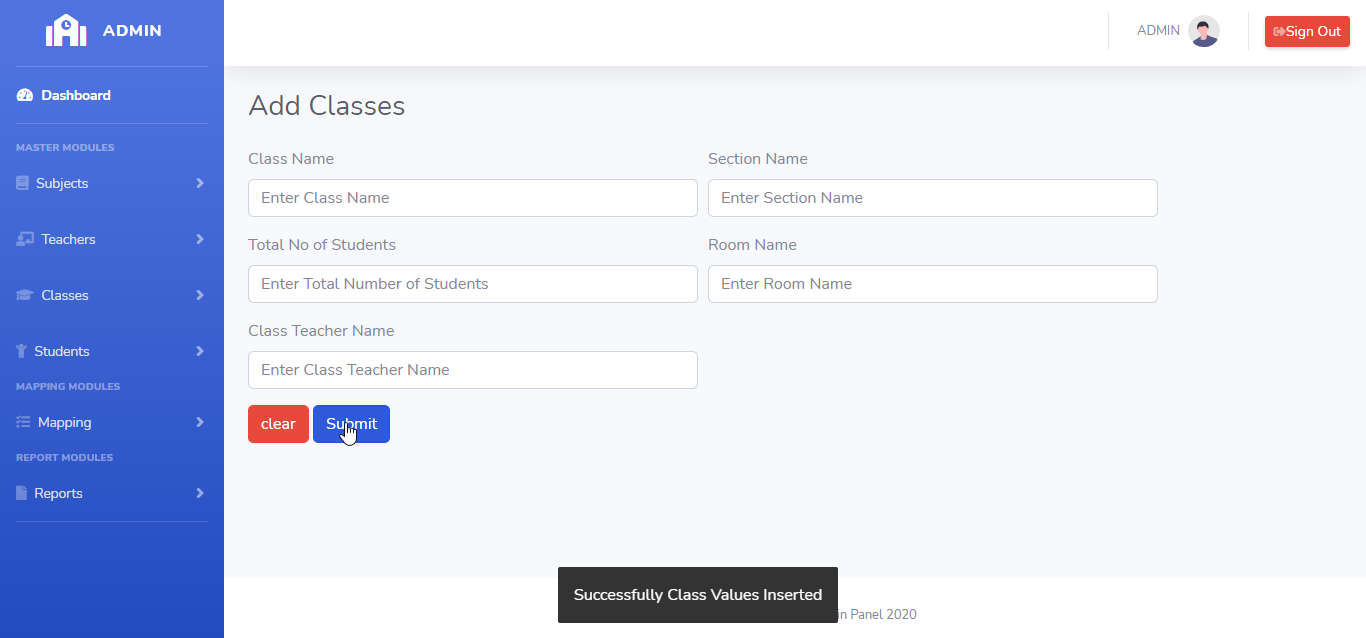 ADMIN
Dashboard
MASTER MODULES
Subjects
Teachers
Classes
Students
MAPPING MODULES
Mapping
REPORT MODULES
Reports
ADMIN
Sign Out
Add Classes
Class Name
Section Name
Enter Class Name
Enter Section Name
Total No of Students
Room Name
Enter Total Number of Students
Enter Room Name
Class Teacher Name
Enter Class Teacher Name
clear
Submit
Successfully Class Values Inserted
Panel 2020